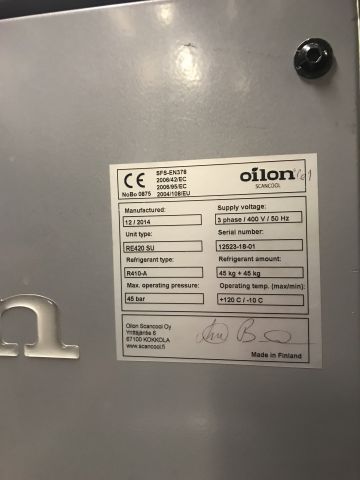 CE
NoBo 0875
SFS-EN378
2006/42/EC
2006/95/EC
2004/108/EU
oilon
SCANCOOL
Manufactured:
12 / 2014
Supply voltage:
3 phase / 400 V / 50 Hz
Unit type:
RE420 SU
Serial number:
12523-18-01
Refrigerant type:
R410-A
Refrigerant amount:
45 kg + 45 kg
Max. operating pressure:
45 bar
Operating temp. (max/min):
+120 C / -10 C
Oilon Scancool Oy
Yrittäjäntie 6
67100 KOKKOLA
www.scancool.fi
Made in Finland
n